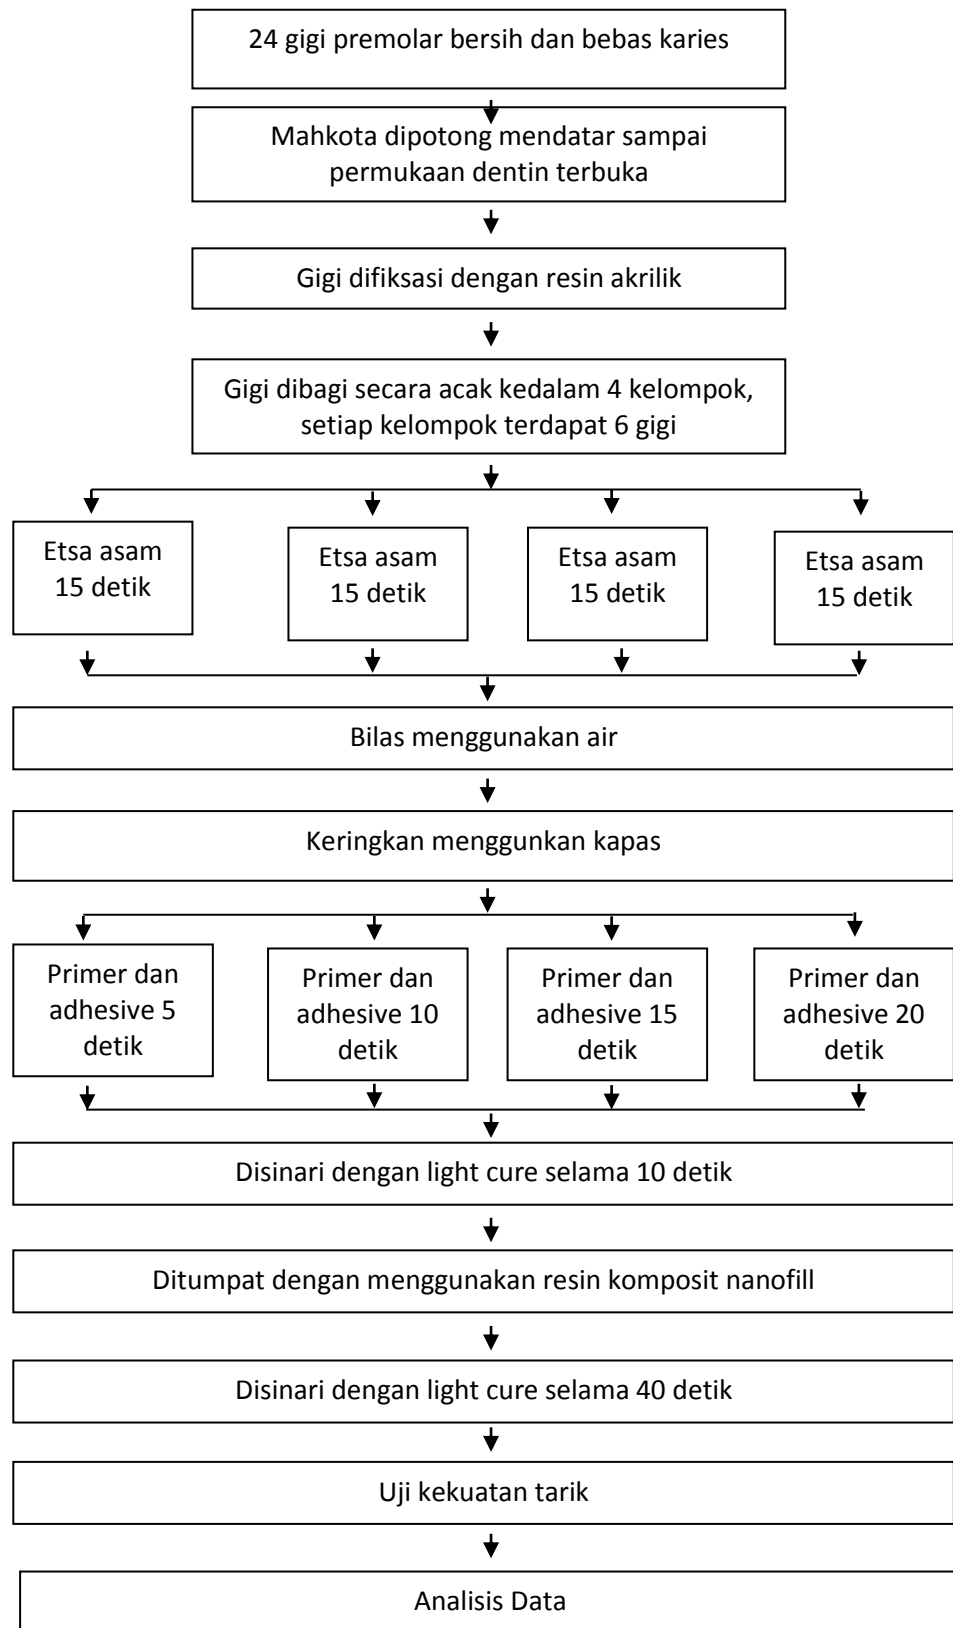 24 gigi premolar bersih dan bebas karies
Mahkota dipotong mendatar sampai
permukaan dentin terbuka
Gigi difiksasi dengan resin akrilik
Gigi dibagi secara acak kedalam 4 kelompok,
setiap kelompok terdapat 6 gigi
Etsa asam
15 detik
Etsa asam
15 detik
Etsa asam
15 detik
Etsa asam
15 detik
Bilas menggunakan air
Keringkan menggunkan kapas
Primer dan
adhesive 5
detik
Primer dan
adhesive 10
detik
Primer dan
adhesive 15
detik
Primer dan
adhesive 20
detik
Disinari dengan light cure selama 10 detik
Ditumpat dengan menggunakan resin komposit nanofill
Disinari dengan light cure selama 40 detik
Uji kekuatan tarik
Analisis Data